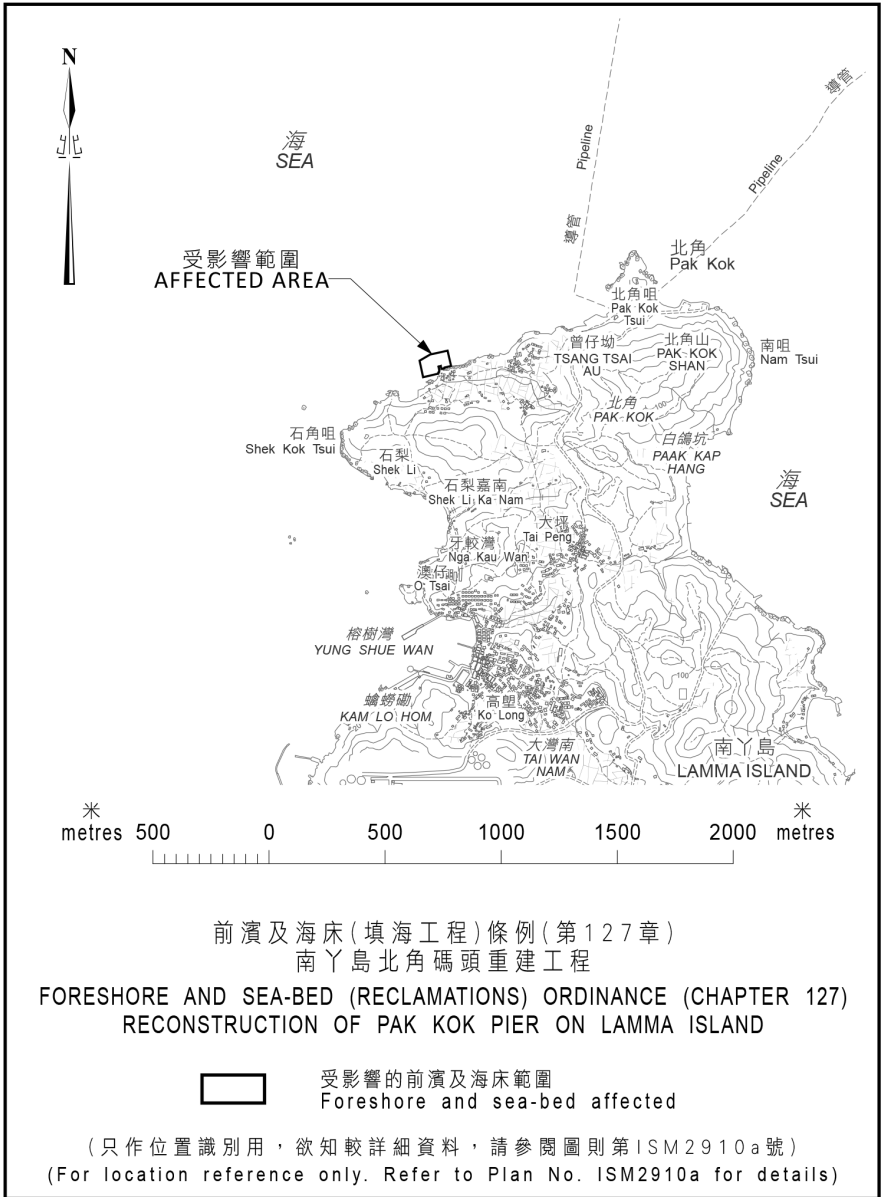 N
海
SEA
導管
Pipeline
導管
Pipeline
受影響範圍
AFFECTED AREA
北角
Pak Kok
北角咀
Pak Kok
Tsui
曾仔坳
TSANG TSAI
AU
北角山
PAK KOK
SHAN
南咀
Nam Tsui
北角
PAK KOK
100
白鴿坑
PAAK KAP
HANG
石角咀
Shek Kok Tsui
石梨
Shek Li
石梨嘉南
Shek Li Ka Nam
海
SEA
大坪
Tai Peng
牙較灣
Nga Kau Wan
澳仔
O Tsai
榕樹灣
YUNG SHUE WAN
100
蠄蟧磡
KAM LO HOM
高塱
Ko Long
大灣南
TAI WAN
NAM
南丫島
LAMMA ISLAND
米
metres 500 0 500 1000 1500 2000 米
metres
前濱及海床(填海工程)條例(第127章)
南丫島北角碼頭重建工程
FORESHORE AND SEA-BED (RECLAMATIONS) ORDINANCE (CHAPTER 127)
RECONSTRUCTION OF PAK KOK PIER ON LAMMA ISLAND
受影響的前濱及海床範圍
Foreshore and sea-bed affected
(只作位置識別用，欲知較詳細資料，請參閱圖則第ISM2910a號)
(For location reference only. Refer to Plan No. ISM2910a for details)